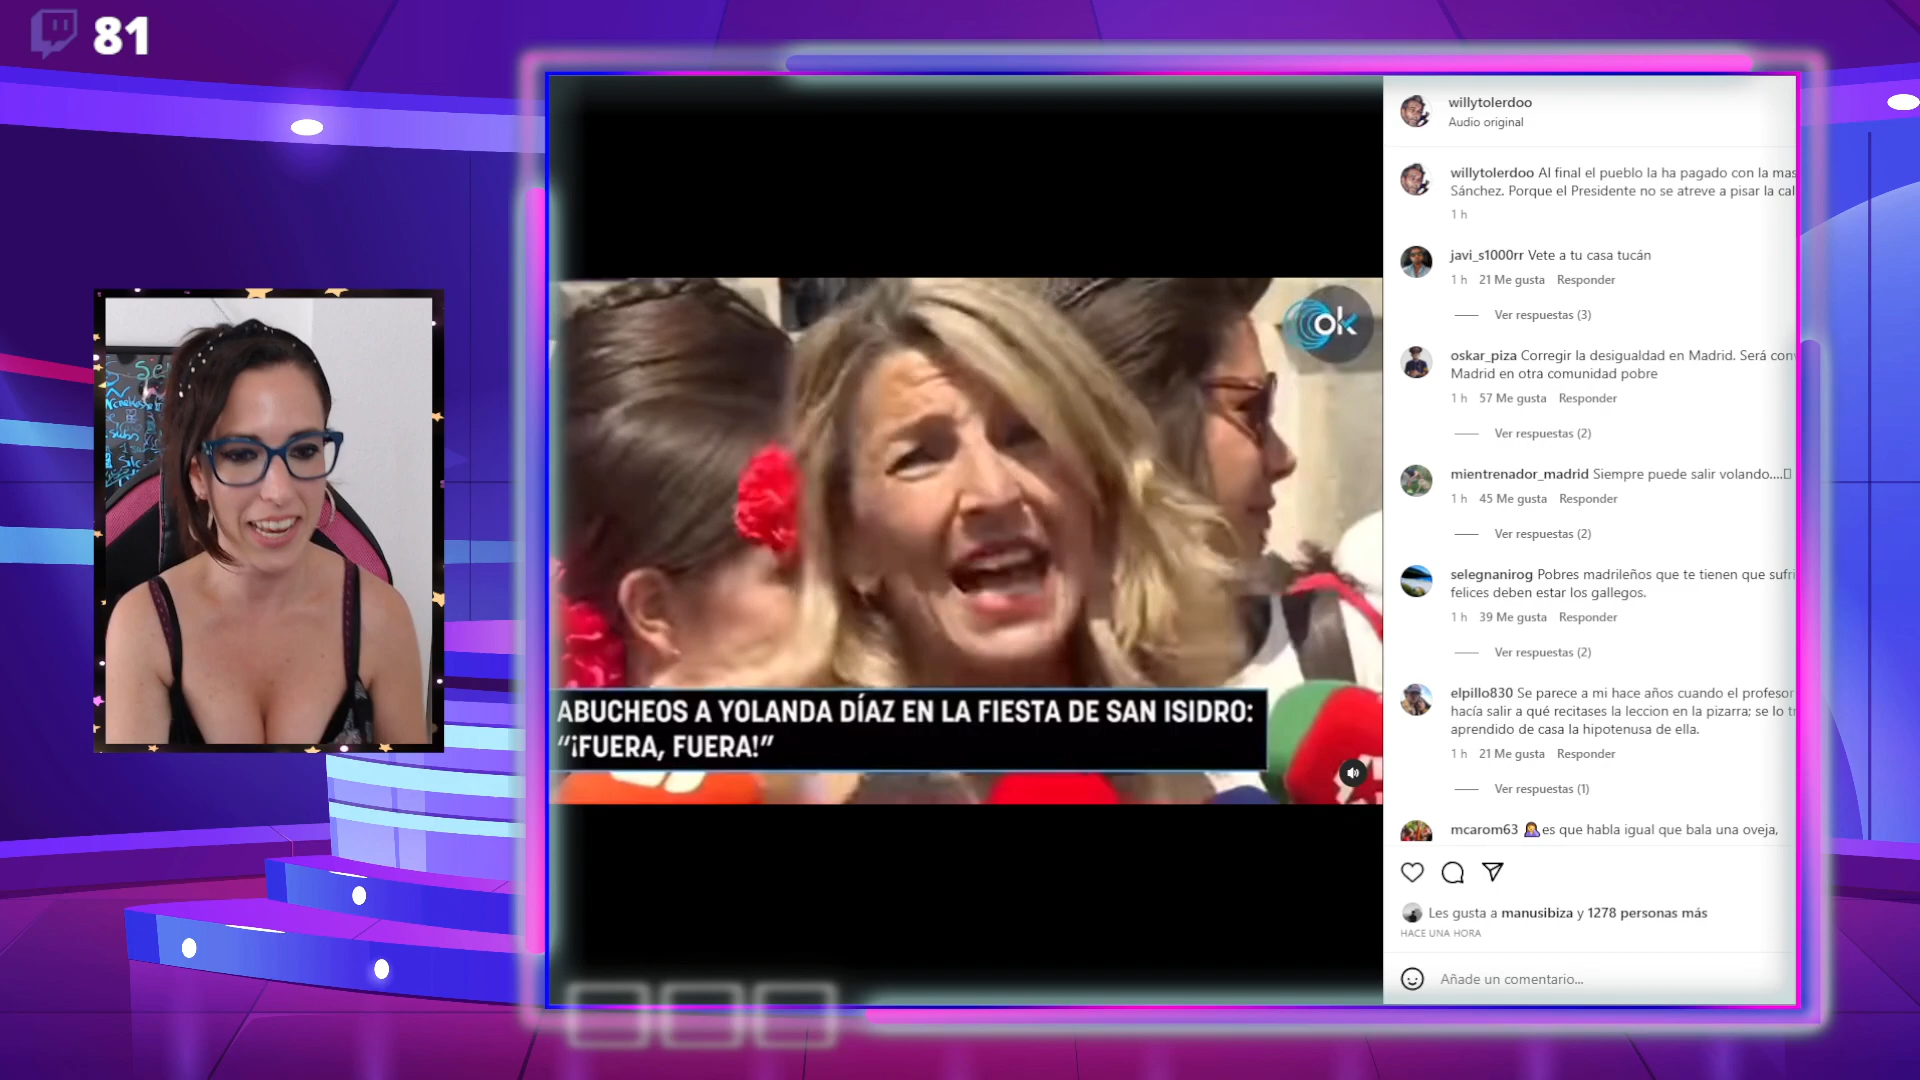 81
ok
ABUCHEOS A YOLANDA DÍAZ EN LA FIESTA DE SAN ISIDRO:
“¡FUERA, FUERA!”
willytolerdoo
Audio original
willytolerdoo Al final el pueblo la ha pagado con la mas
Sánchez. Porque el Presidente no se atreve a pisar la cal
1 h
javi_s1000rr Vete a tu casa tucán
1 h 21 Me gusta Responder
Ver respuestas (3)
oskar_piza Corregir la desigualdad en Madrid. Será con
Madrid en otra comunidad pobre
1 h 57 Me gusta Responder
Ver respuestas (2)
mientrenador_madrid Siempre puede salir volando....
1 h 45 Me gusta Responder
Ver respuestas (2)
selegnanirog Pobres madrileños que te tienen que sufri
felices deben estar los gallegos.
1 h 39 Me gusta Responder
Ver respuestas (2)
elpillo830 Se parece a mi hace años cuando el profesor
hacía salir a qué recitases la leccion en la pizarra; se lo
aprendido de casa la hipotenusa de ella.
1 h 21 Me gusta Responder
Ver respuestas (1)
mcarom63 🤦‍♀️es que habla igual que bala una oveja,
Les gusta a manusibiza y 1278 personas más
HACE UNA HORA
Añade un comentario...